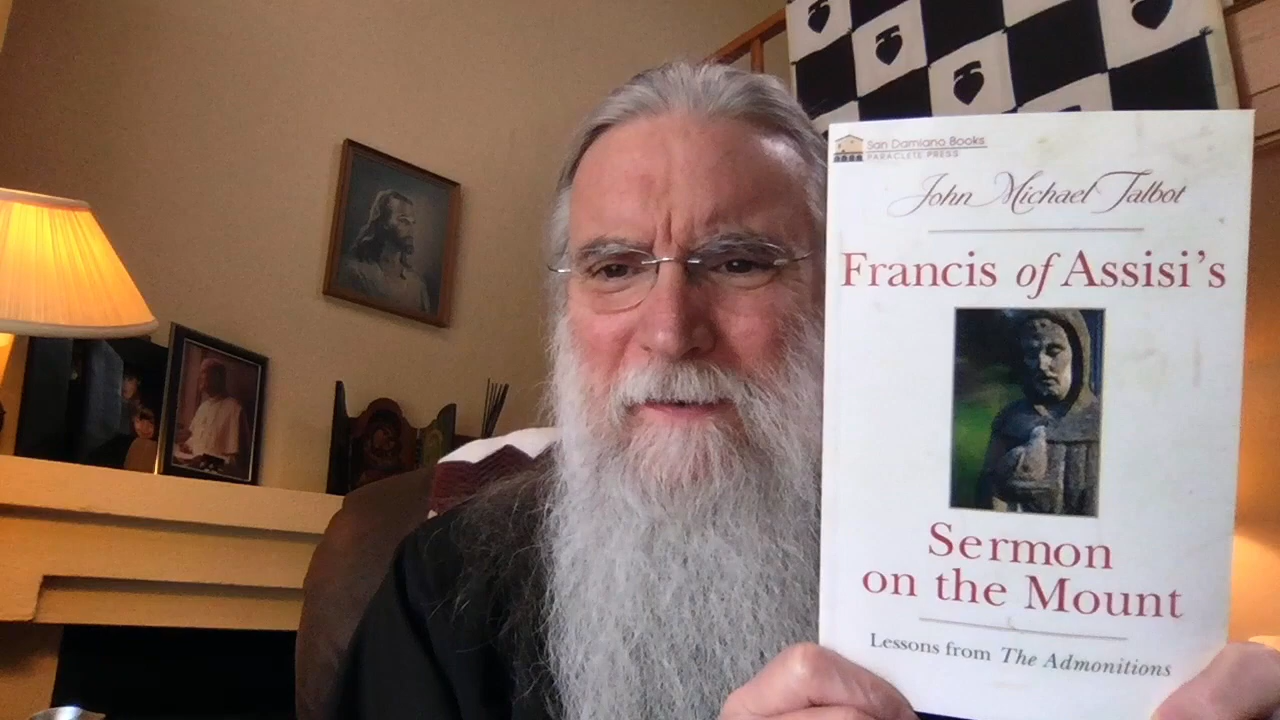 San Damiano Books
PARACLETE PRESS
John Michael Talbot
Francis of Assisi's
Sermon
on the Mount
Lessons from The Admonitions